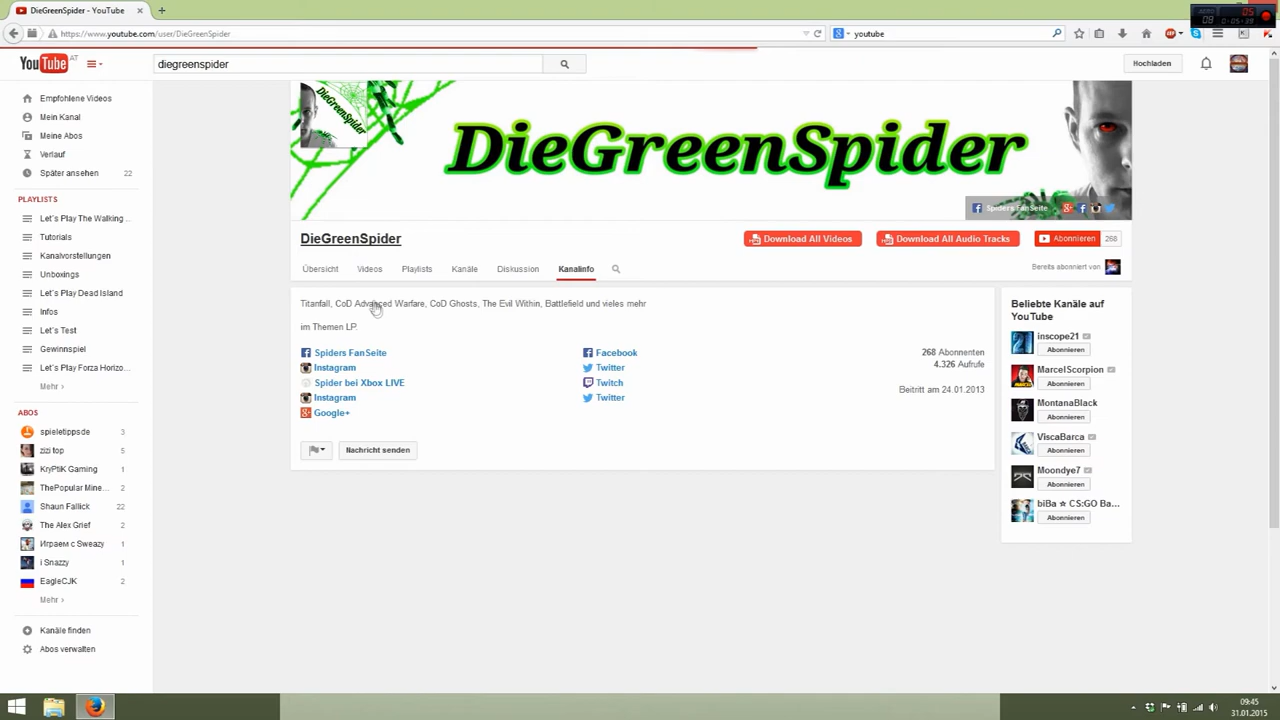 DieGreenSpider - YouTube
https://www.youtube.com/user/DieGreenSpider
youtube
05
08
0:05:39
YouTube AT
diegreenspider
Hochladen
Empfohlene Videos
Mein Kanal
Meine Abos
Verlauf
Später ansehen 22
PLAYLISTS
Let's Play The Walking ...
Tutorials
Kanalvorstellungen
Unboxings
Let's Play Dead Island
Infos
Let's Test
Gewinnspiel
Let's Play Forza Horizo...
Mehr ›
ABOS
spieletippsde 3
zizi top 5
KryPtiK Gaming 1
ThePopular Mine... 2
Shaun Fallick 22
The Alex Grief 2
Играем с Sweazy 1
i Snazzy 1
EagleCJK 2
Mehr ›
Kanäle finden
Abos verwalten
DieGreenSpider
DieGreenSpider
Spiders FanSeite
DieGreenSpider
Download All Videos
Download All Audio Tracks
Abonnieren 268
Übersicht
Videos
Playlists
Kanäle
Diskussion
Kanalinfo
Bereits abonniert von
Titanfall, CoD Advanced Warfare, CoD Ghosts, The Evil Within, Battlefield und vieles mehr
im Themen LP.
Spiders FanSeite
Instagram
Spider bei Xbox LIVE
Instagram
Google+
Facebook
Twitter
Twitch
Twitter
268 Abonnenten
4.326 Aufrufe
Beitritt am 24.01.2013
Nachricht senden
Beliebte Kanäle auf
YouTube
inscope21
Abonnieren
MarcelScorpion
Abonnieren
MontanaBlack
Abonnieren
ViscaBarca
Abonnieren
Moondye7
Abonnieren
biBa ☆ CS:GO Ba...
Abonnieren
09:45
31.01.2015